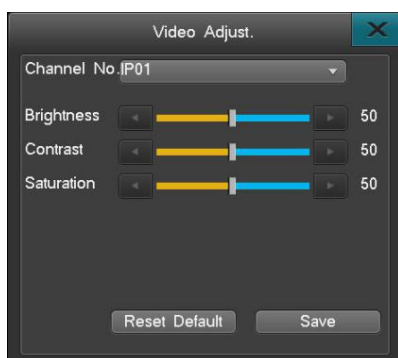 Video Adjust.
Channel No. IP01
Brightness 50
Contrast 50
Saturation 50
Reset Default Save